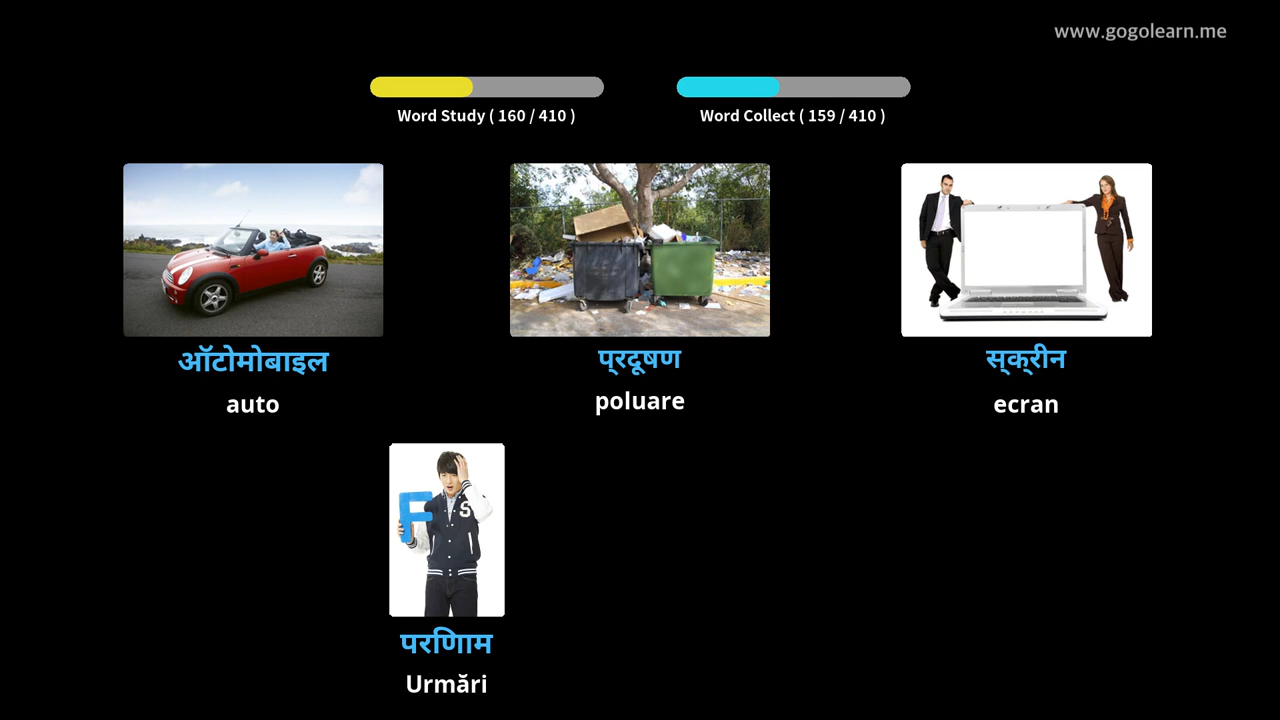 www.gogolearn.me
Word Study ( 160 / 410 )
Word Collect ( 159 / 410 )
ऑटोमोबाइल
प्रदूषण
स्क्रीन
auto
poluare
ecran
F
S
परिणाम
Urmări